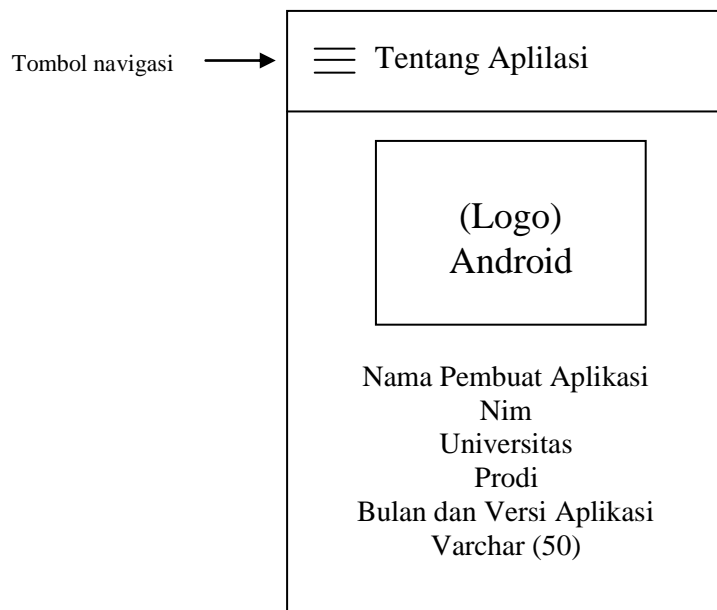 Tombol navigasi
Tentang Aplilasi
(Logo)
Android
Nama Pembuat Aplikasi
Nim
Universitas
Prodi
Bulan dan Versi Aplikasi
Varchar (50)